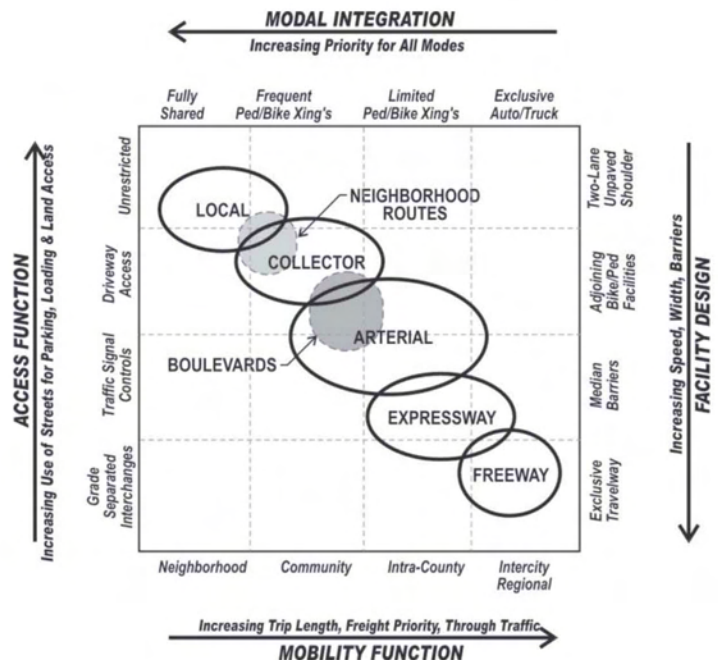 MODAL INTEGRATION
Increasing Priority for All Modes
Fully
Shared
Frequent
Ped/Bike Xing's
Limited
Ped/Bike Xing's
Exclusive
Auto/Truck
ACCESS FUNCTION
Increasing Use of Streets for Parking, Loading & Land Access
Unrestricted
Driveway
Access
Traffic Signal
Controls
Grade
Separated
Interchanges
LOCAL
NEIGHBORHOOD
ROUTES
COLLECTOR
BOULEVARDS
ARTERIAL
EXPRESSWAY
FREEWAY
Two-Lane
Unpaved
Shoulder
Adjoining
Bike/Ped
Facilities
Median
Barriers
Exclusive
Travelway
Increasing Speed, Width, Barriers
FACILITY DESIGN
Neighborhood
Community
Intra-County
Intercity
Regional
Increasing Trip Length, Freight Priority, Through Traffic
MOBILITY FUNCTION